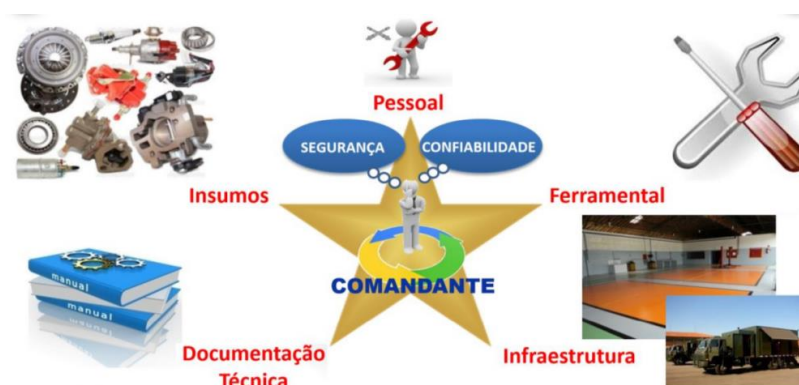 Pessoal
SEGURANÇA
CONFIABILIDADE
Insumos
Ferramental
manual
manual
COMANDANTE
Documentação
Técnica
Infraestrutura